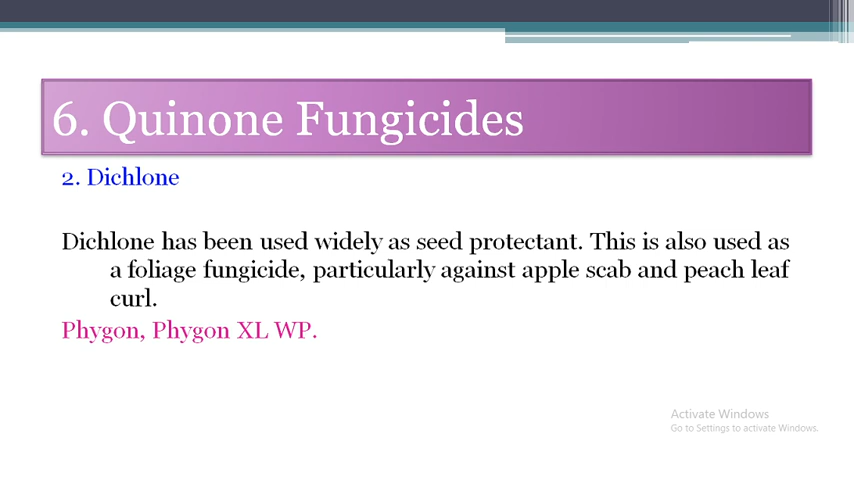 6. Quinone Fungicides
2. Dichlone
Dichlone has been used widely as seed protectant. This is also used as
a foliage fungicide, particularly against apple scab and peach leaf
curl.
Phygon, Phygon XL WP.
Activate Windows
Go to Settings to activate Windows.